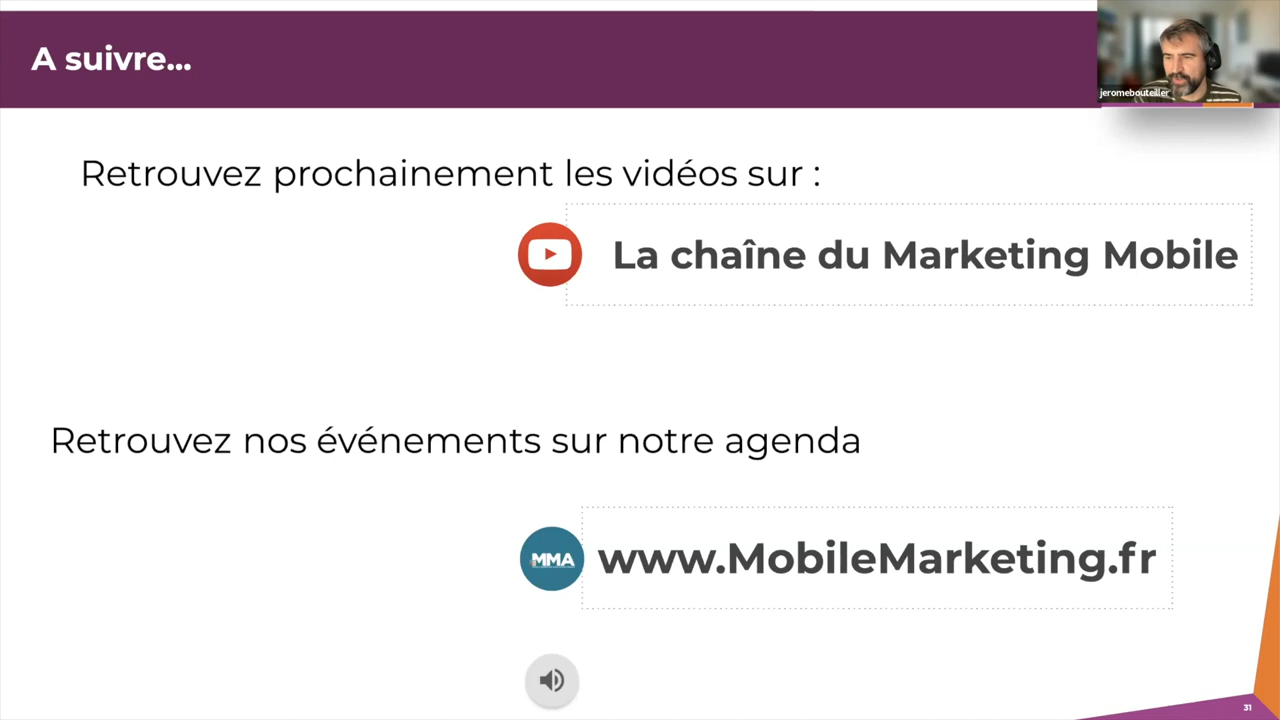 A suivre...
jeromebouteiller
Retrouvez prochainement les vidéos sur :
La chaîne du Marketing Mobile
Retrouvez nos événements sur notre agenda
MMA
www.MobileMarketing.fr
31